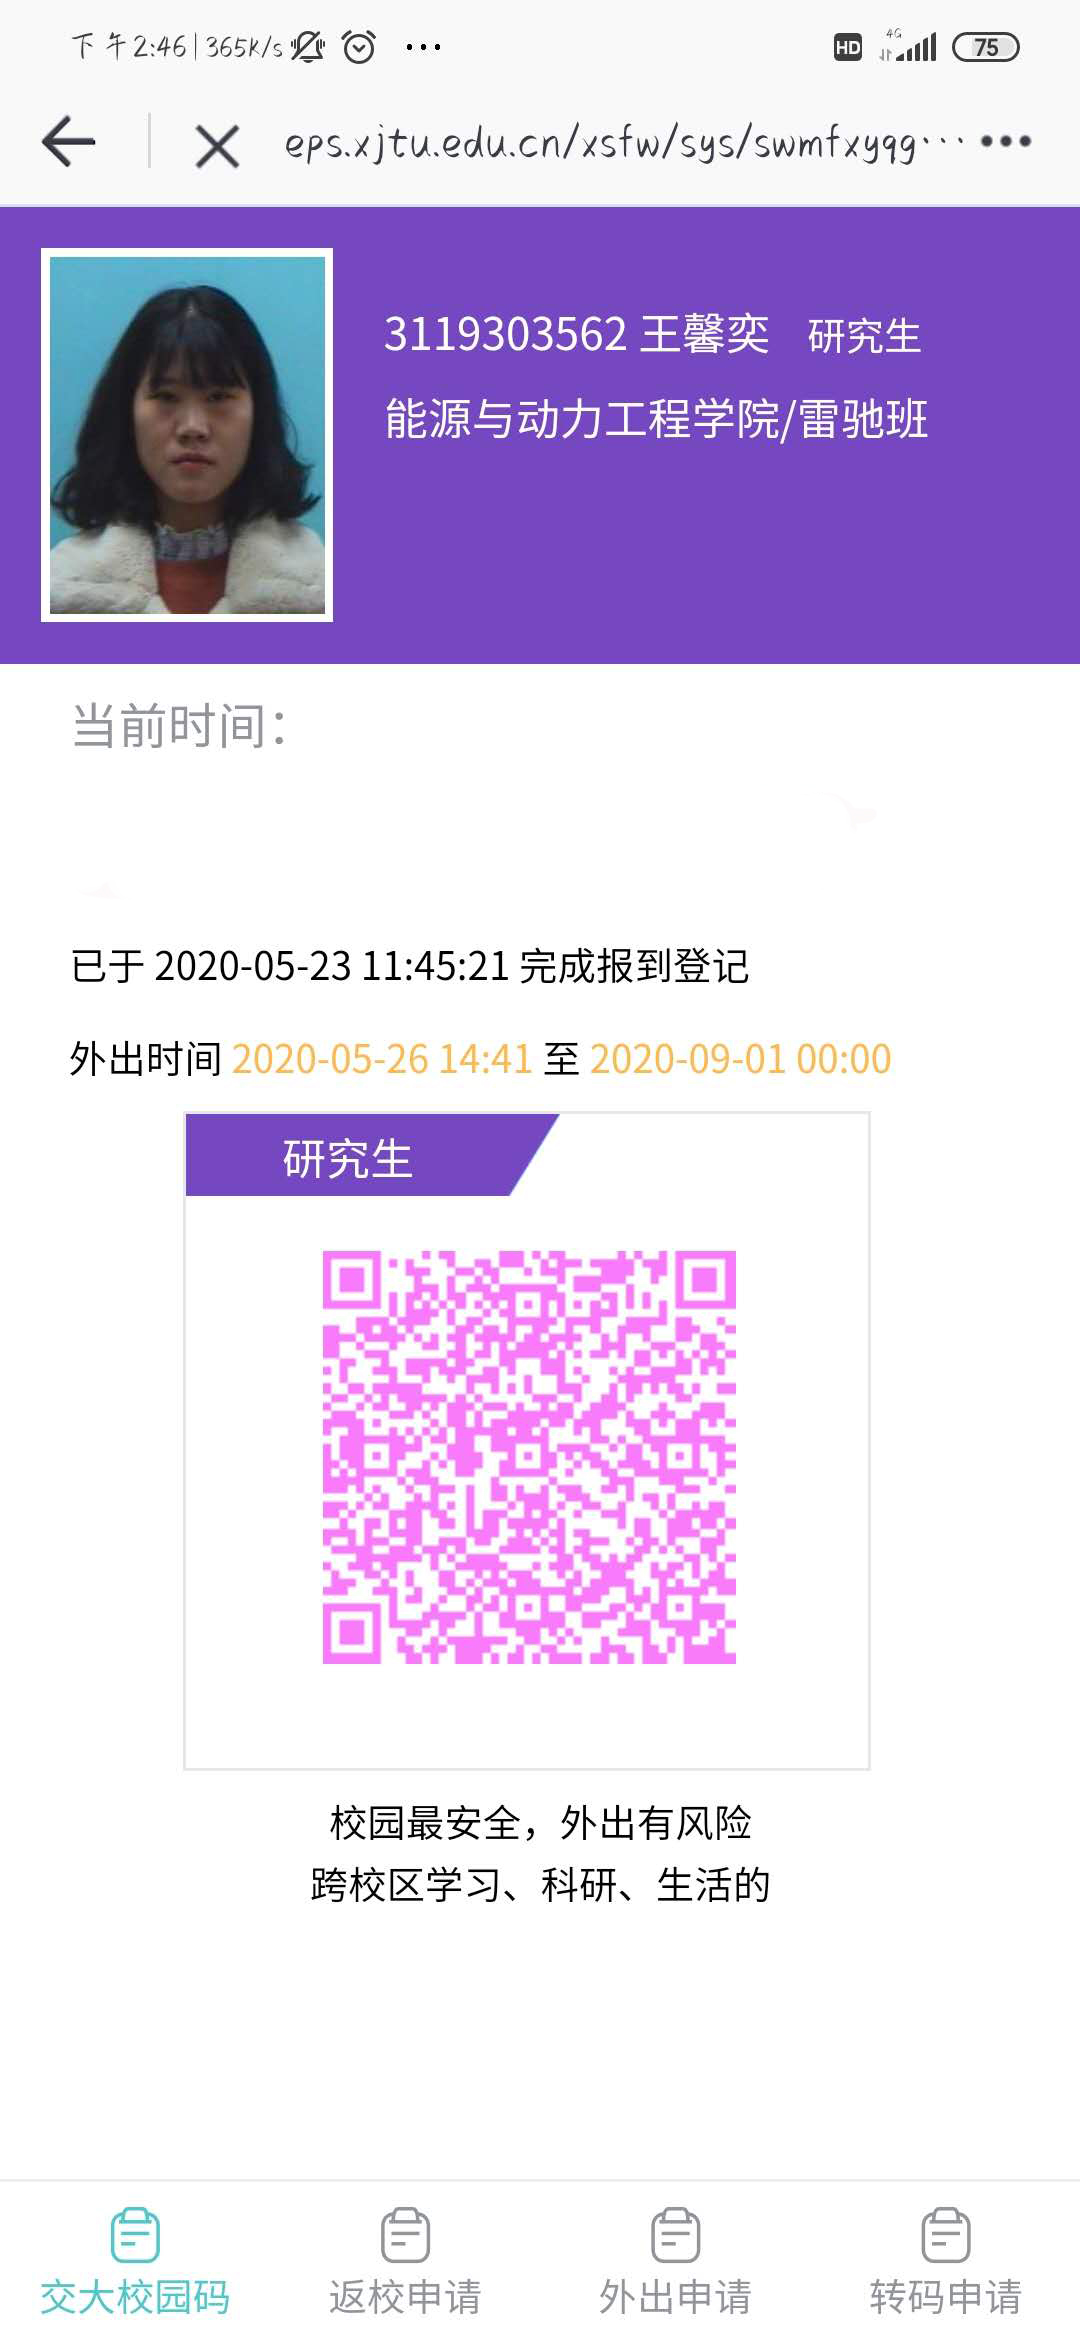 下午2:46 | 365K/s
HD 4G 75
eps.xjtu.edu.cn/xsfw/sys/swmfxyqg…
3119303562 王馨奕 研究生
能源与动力工程学院/雷驰班
当前时间：
已于 2020-05-23 11:45:21 完成报到登记
外出时间 2020-05-26 14:41 至 2020-09-01 00:00
研究生
校园最安全，外出有风险
跨校区学习、科研、生活的
交大校园码 返校申请 外出申请 转码申请